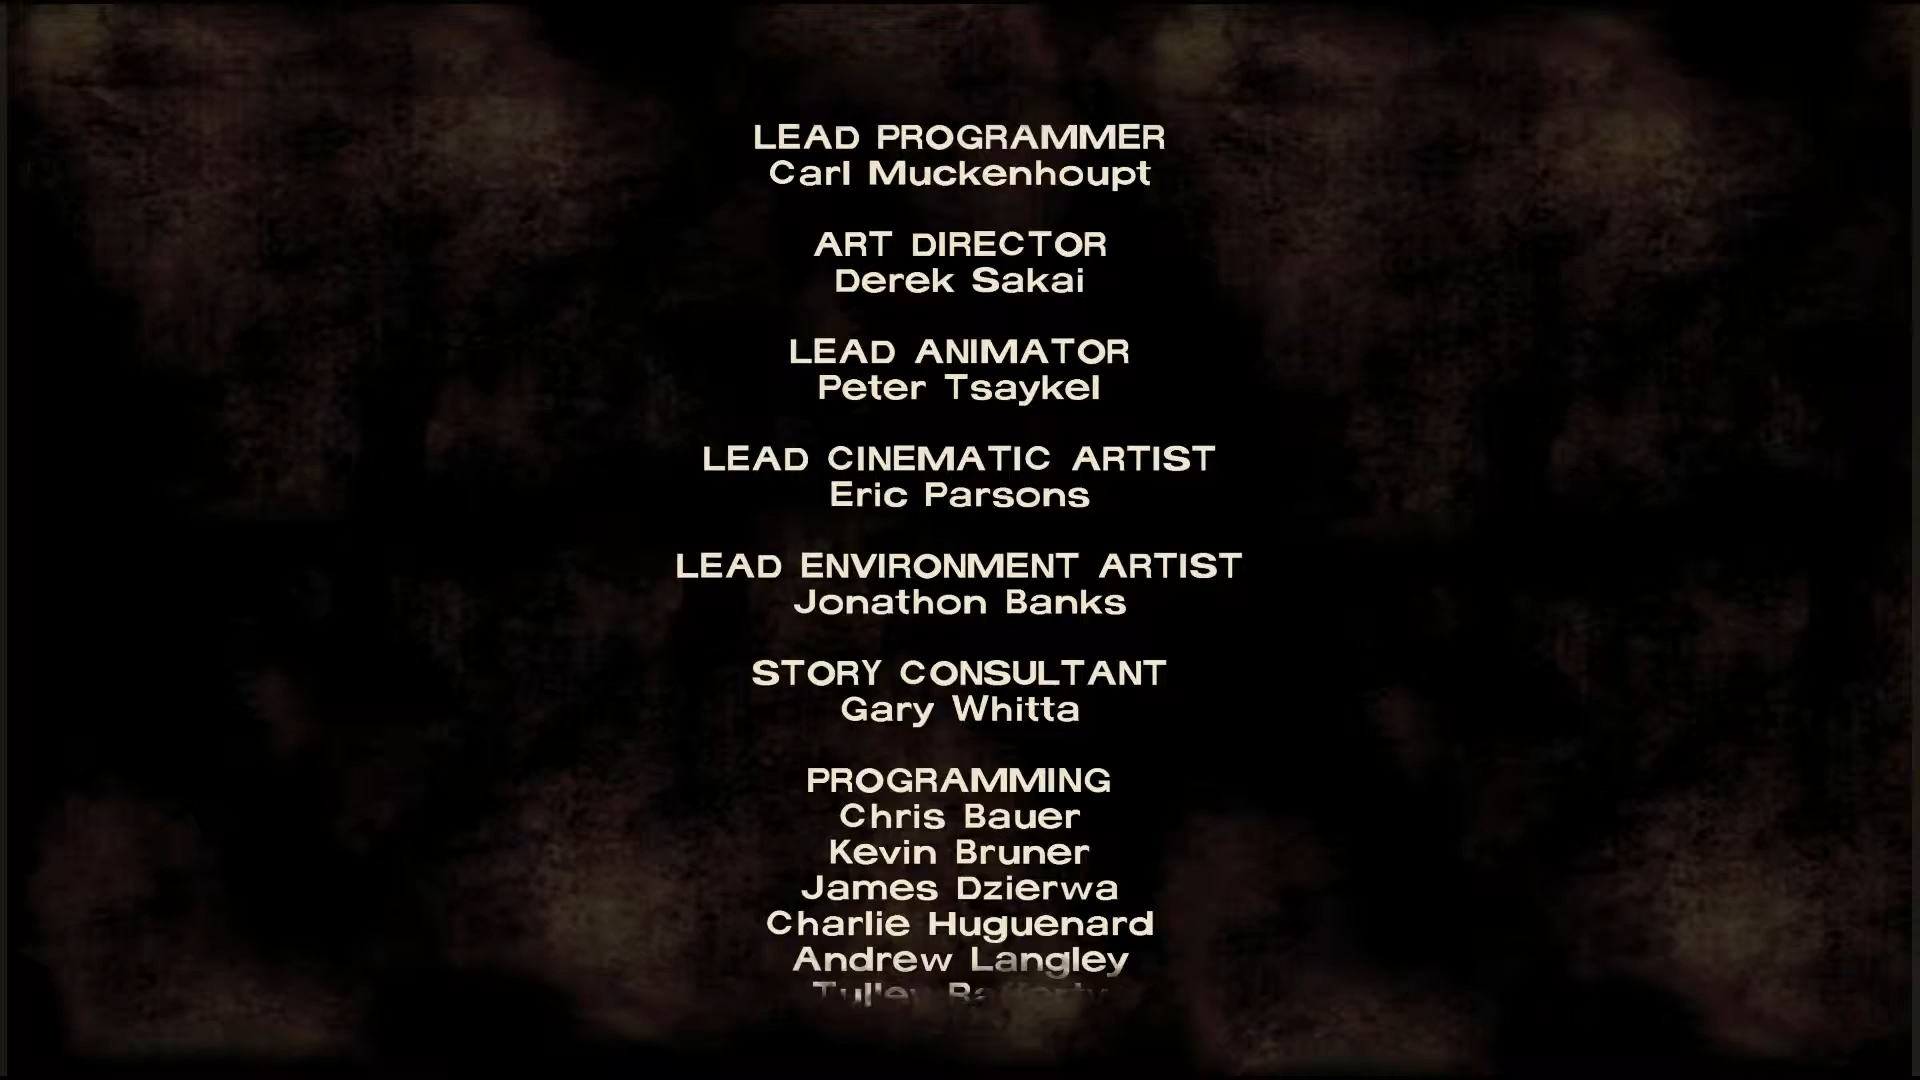 LEAD PROGRAMMER
Carl Muckenhoupt
ART DIRECTOR
Derek Sakai
LEAD ANIMATOR
Peter Tsaykel
LEAD CINEMATIC ARTIST
Eric Parsons
LEAD ENVIRONMENT ARTIST
Jonathon Banks
STORY CONSULTANT
Gary Whitta
PROGRAMMING
Chris Bauer
Kevin Bruner
James Dzierwa
Charlie Huguenard
Andrew Langley